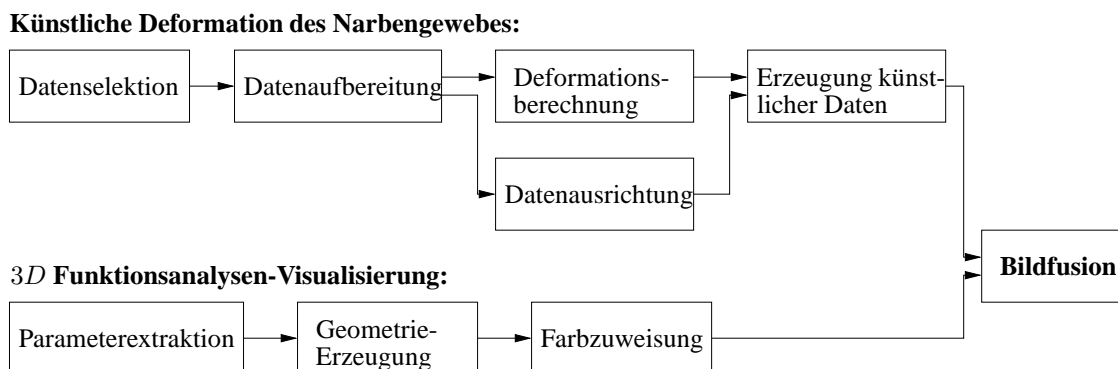 Künstliche Deformation des Narbengewebes:
Datenselektion
Datenaufbereitung
Deformations-
berechnung
Erzeugung künst-
licher Daten
Datenausrichtung
Bildfusion
3D Funktionsanalysen-Visualisierung:
Parameterextraktion
Geometrie-
Erzeugung
Farbzuweisung